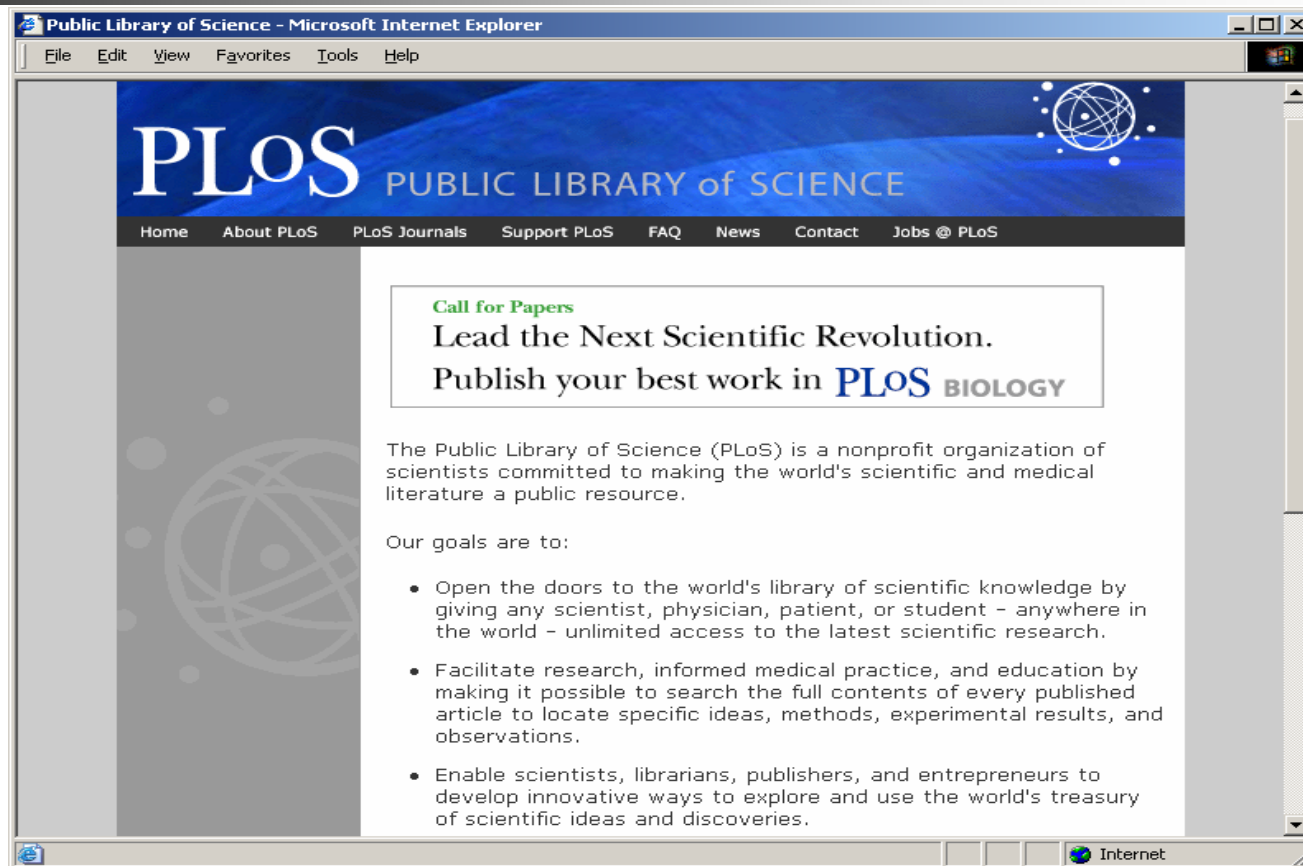 Public Library of Science - Microsoft Internet Explorer
File Edit View Favorites Tools Help
PLoS PUBLIC LIBRARY of SCIENCE
Home About PLoS PLoS Journals Support PLoS FAQ News Contact Jobs @ PLoS
Call for Papers
Lead the Next Scientific Revolution.
Publish your best work in PLoS BIOLOGY
The Public Library of Science (PLoS) is a nonprofit organization of
scientists committed to making the world's scientific and medical
literature a public resource.
Our goals are to:
• Open the doors to the world's library of scientific knowledge by
giving any scientist, physician, patient, or student – anywhere in
the world – unlimited access to the latest scientific research.
• Facilitate research, informed medical practice, and education by
making it possible to search the full contents of every published
article to locate specific ideas, methods, experimental results, and
observations.
• Enable scientists, librarians, publishers, and entrepreneurs to
develop innovative ways to explore and use the world's treasury
of scientific ideas and discoveries.
Internet